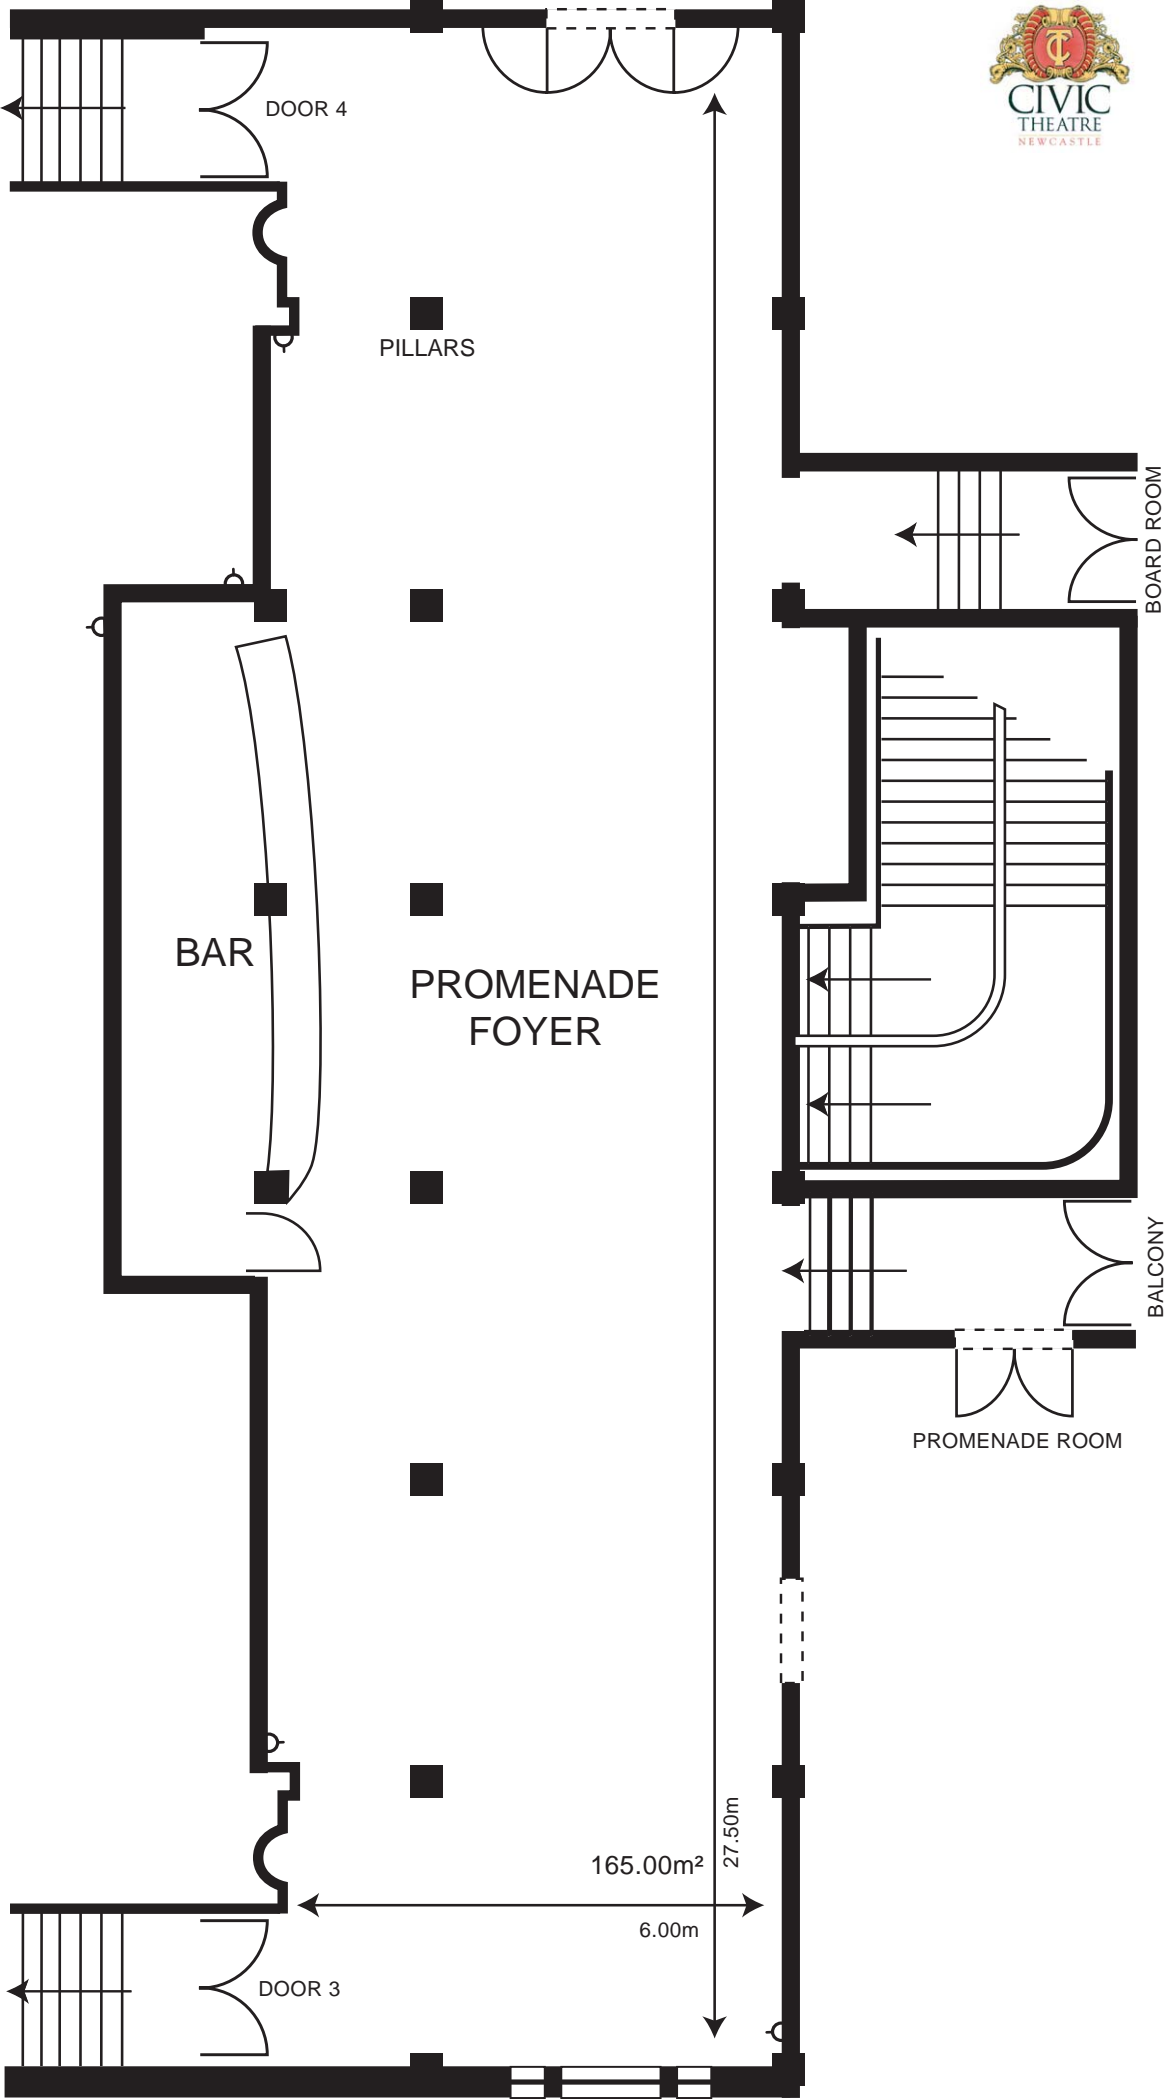 CIVIC
THEATRE
NEWCASTLE
DOOR 4
PILLARS
BOARD ROOM
BAR
PROMENADE
FOYER
BALCONY
PROMENADE ROOM
27.50m
165.00m²
6.00m
DOOR 3